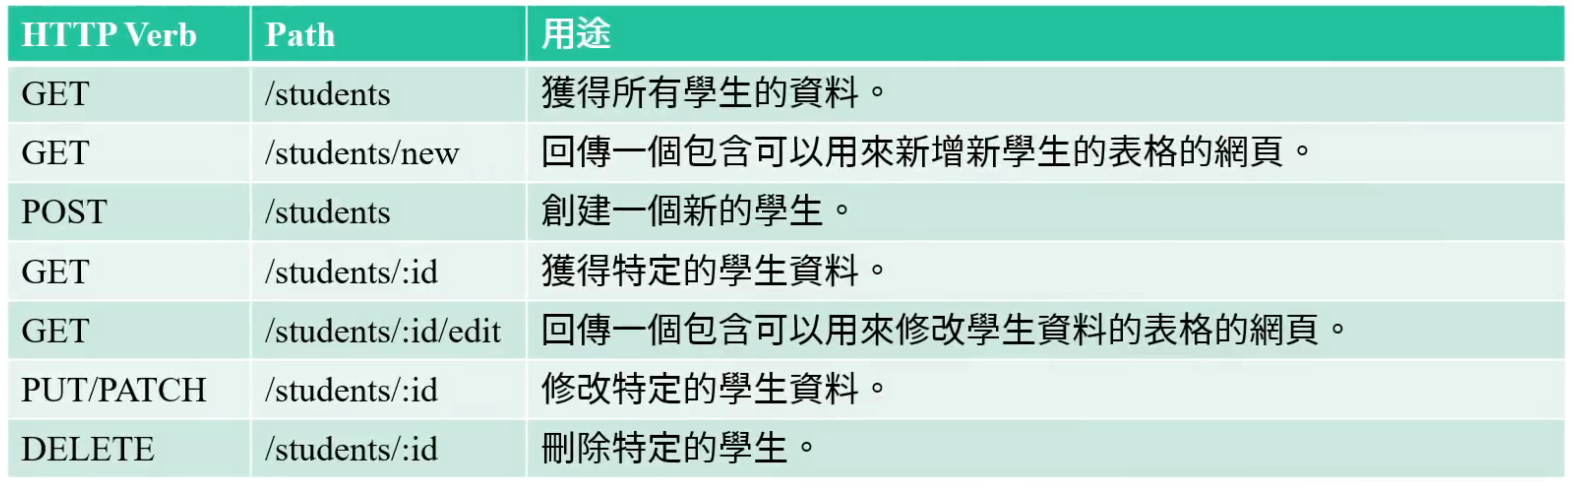 HTTP Verb Path 用途
GET /students 獲得所有學生的資料。
GET /students/new 回傳一個包含可以用來新增新學生的表格的網頁。
POST /students 創建一個新的學生。
GET /students/:id 獲得特定的學生資料。
GET /students/:id/edit 回傳一個包含可以用來修改學生資料的表格的網頁。
PUT/PATCH /students/:id 修改特定的學生資料。
DELETE /students/:id 刪除特定的學生。